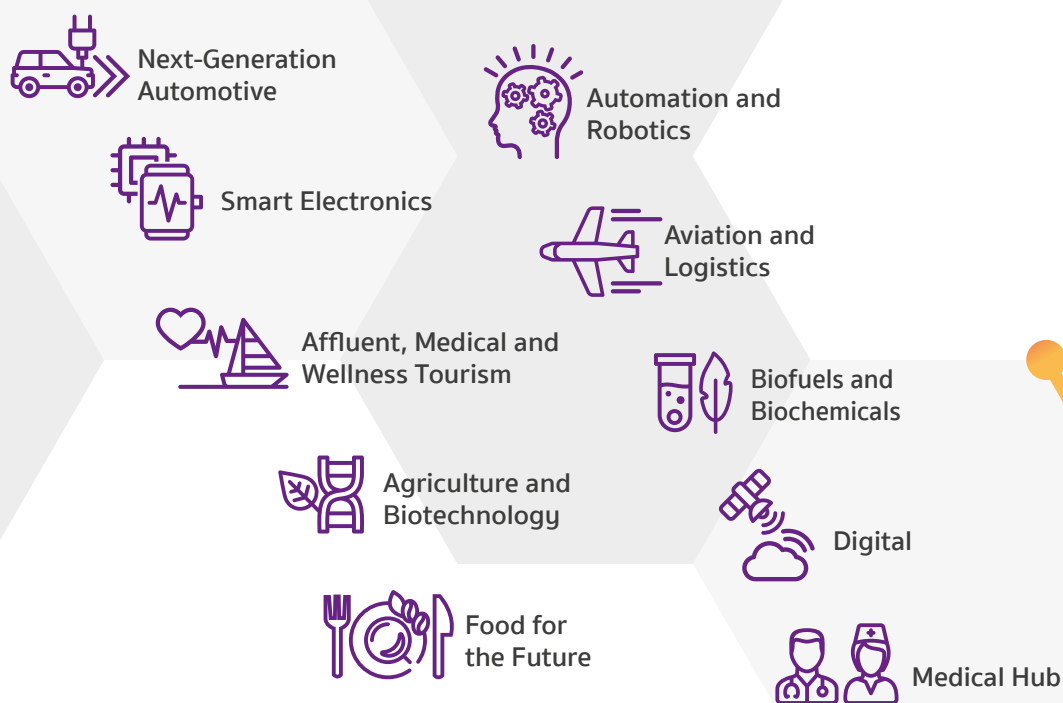 Next-Generation
Automotive
Smart Electronics
Affluent, Medical and
Wellness Tourism
Agriculture and
Biotechnology
Food for
the Future
Automation and
Robotics
Aviation and
Logistics
Biofuels and
Biochemicals
Digital
Medical Hub